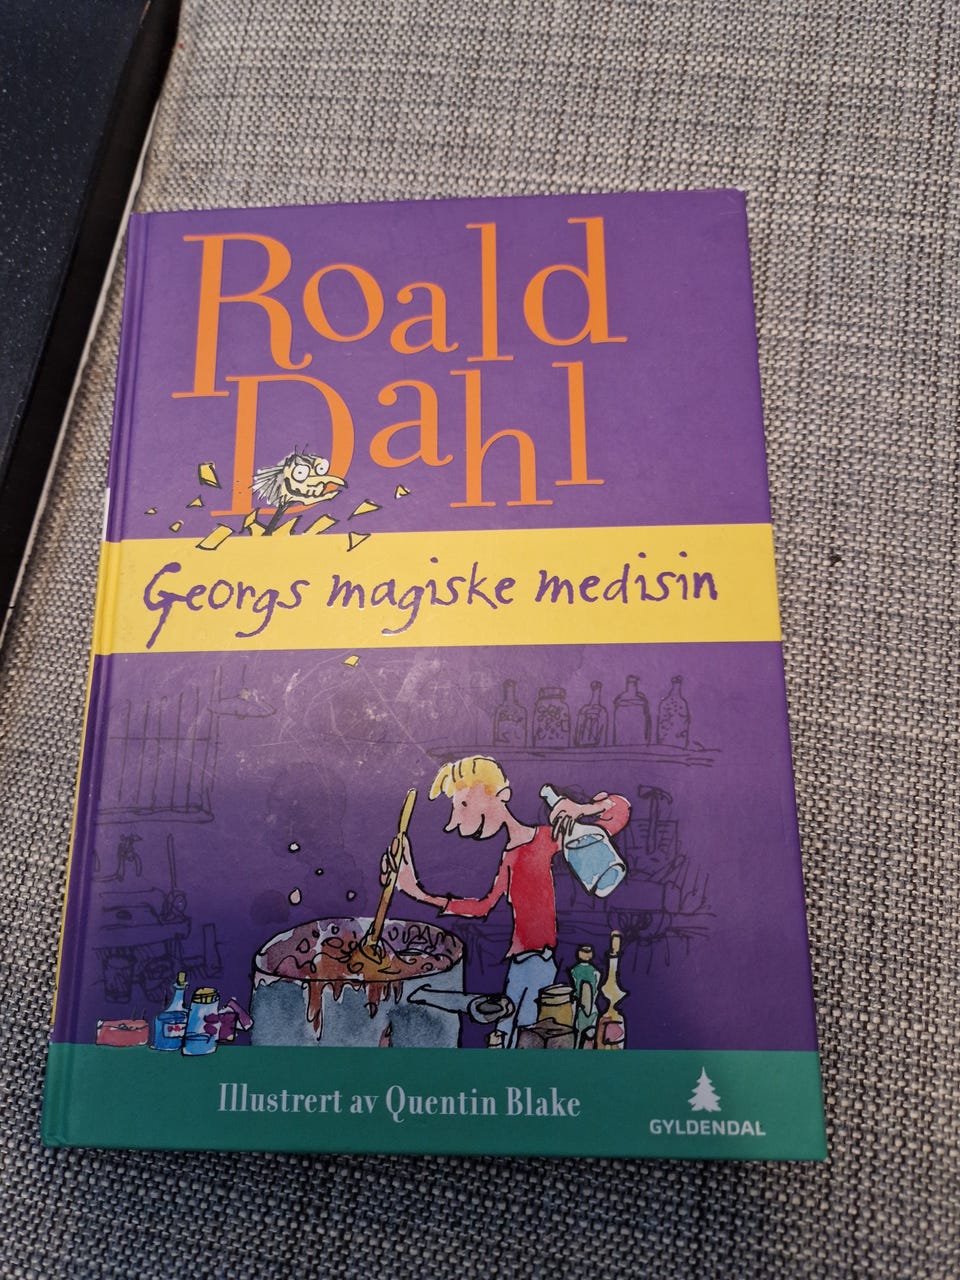 Roald
Dahl
Georgs magiske medisin
Illustrert av Quentin Blake
GYLDENDAL